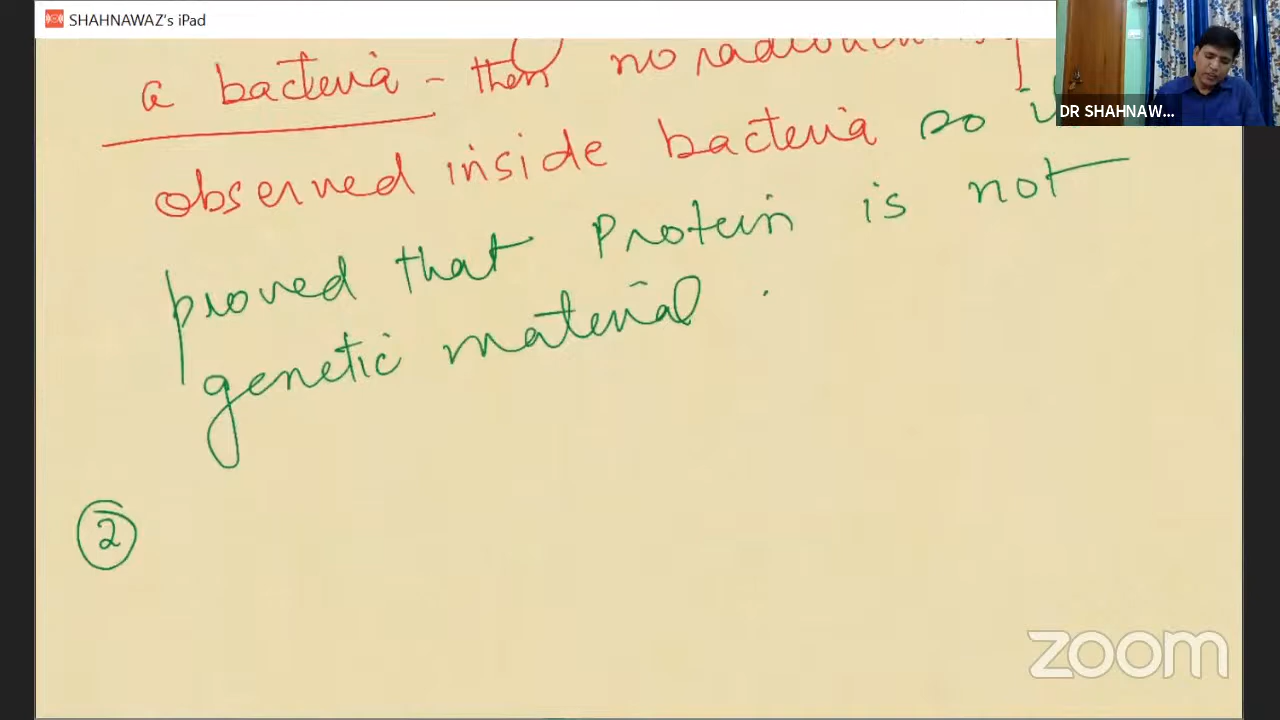 SHAHNAWAZ's iPad
a bacteria - then no
observed inside bacteria so
proved that Protein is not
genetic material .
2
DR SHAHNAW...
zoom